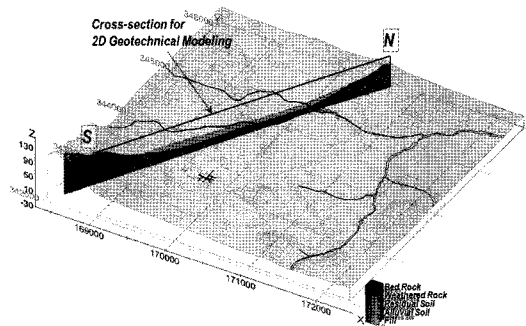 Cross-section for
2D Geotechnical Modeling
N
S
Z
130
90
50
10
-30
169000
170000
171000
172000
X
Bed Rock
Weathered Rock
Residual Soil
Alluvial Soil
Fill